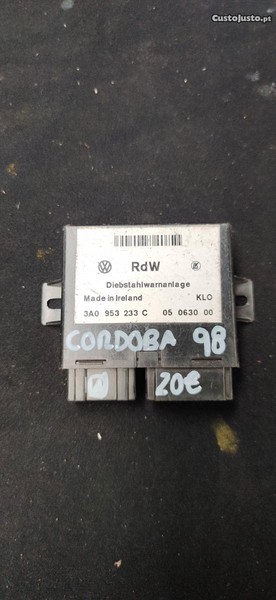 CustoJusto.pt
RdW
Diebstahlwarnanlage
Made in Ireland KLO
3A0 953 233 C 05 0630 00
CORDOBA 98
20€